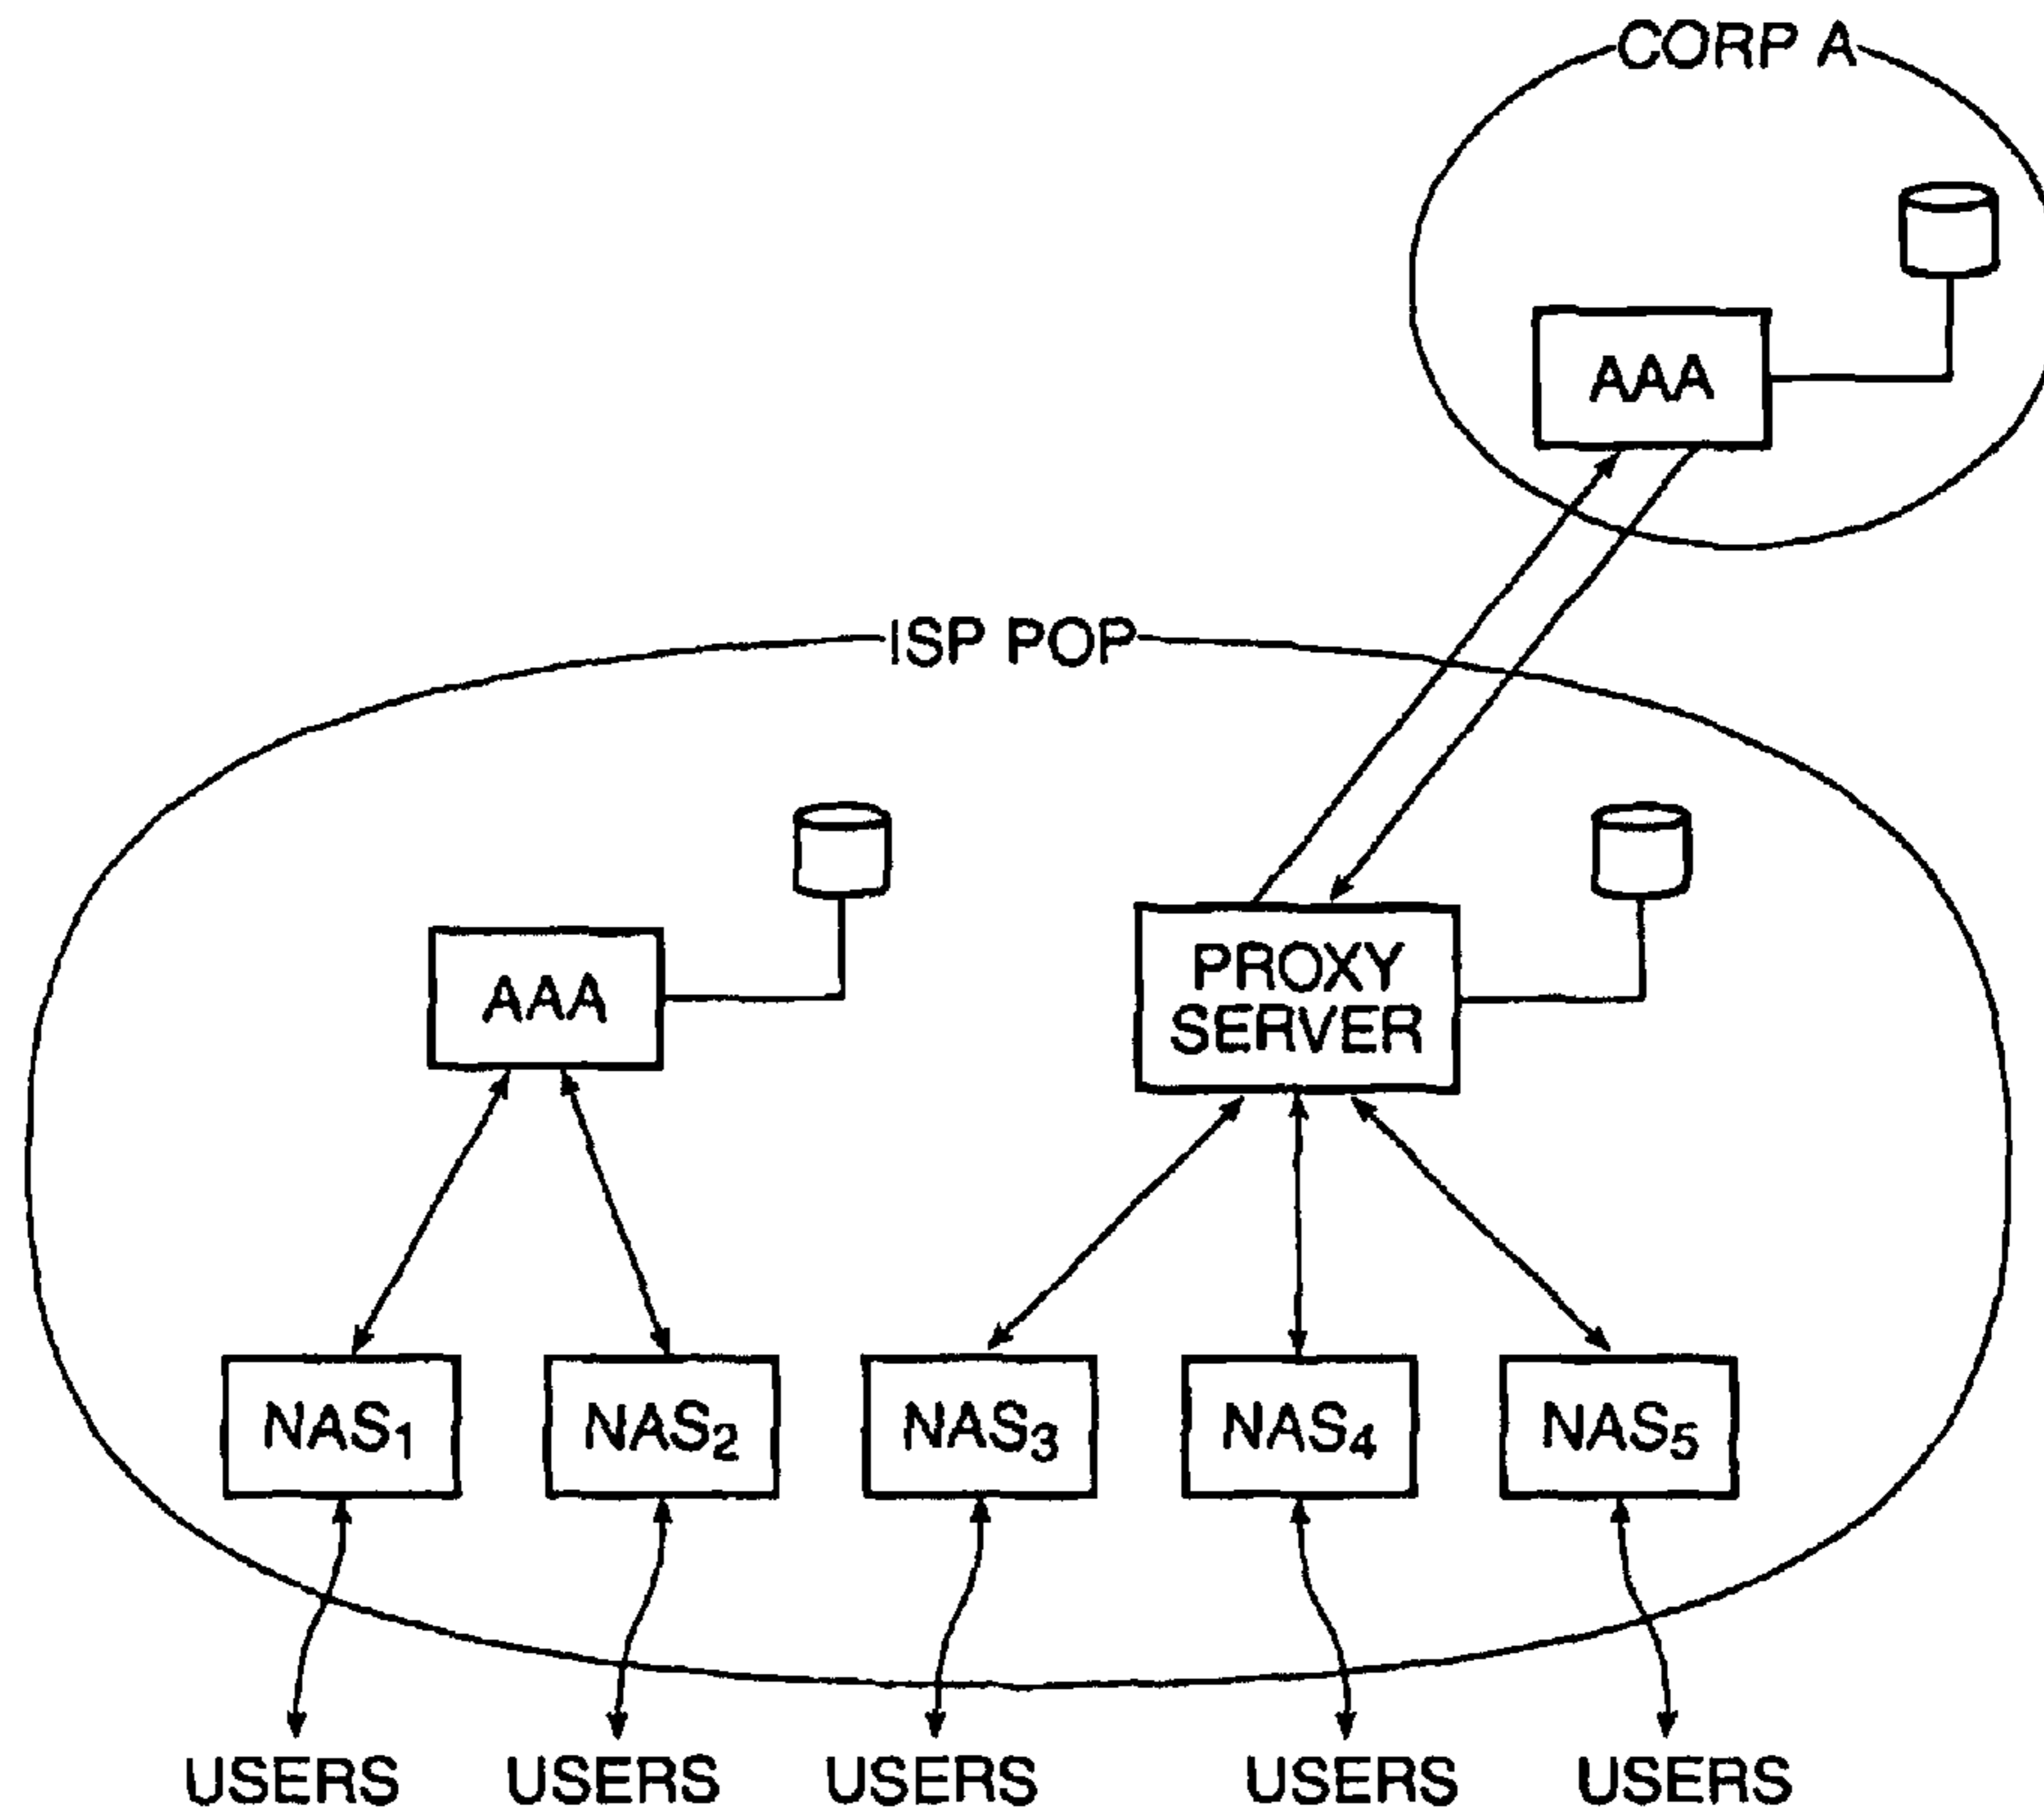 CORP A
AAA
ISP POP
AAA
PROXY
SERVER
NAS₁
NAS₂
NAS₃
NAS₄
NAS₅
USERS
USERS
USERS
USERS
USERS